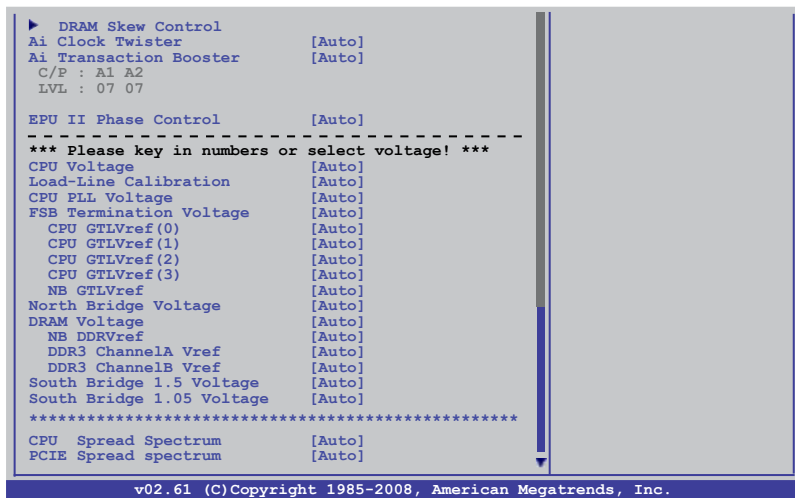 DRAM Skew Control
Ai Clock Twister [Auto]
Ai Transaction Booster [Auto]
C/P : A1 A2
LVL : 07 07
EPU II Phase Control [Auto]
*** Please key in numbers or select voltage! ***
CPU Voltage [Auto]
Load-Line Calibration [Auto]
CPU PLL Voltage [Auto]
FSB Termination Voltage [Auto]
CPU GTLVref(0) [Auto]
CPU GTLVref(1) [Auto]
CPU GTLVref(2) [Auto]
CPU GTLVref(3) [Auto]
NB GTLVref [Auto]
North Bridge Voltage [Auto]
DRAM Voltage [Auto]
NB DDRVref [Auto]
DDR3 ChannelA Vref [Auto]
DDR3 ChannelB Vref [Auto]
South Bridge 1.5 Voltage [Auto]
South Bridge 1.05 Voltage [Auto]
***************************************************
CPU Spread Spectrum [Auto]
PCIE Spread spectrum [Auto]
v02.61 (C)Copyright 1985-2008, American Megatrends, Inc.